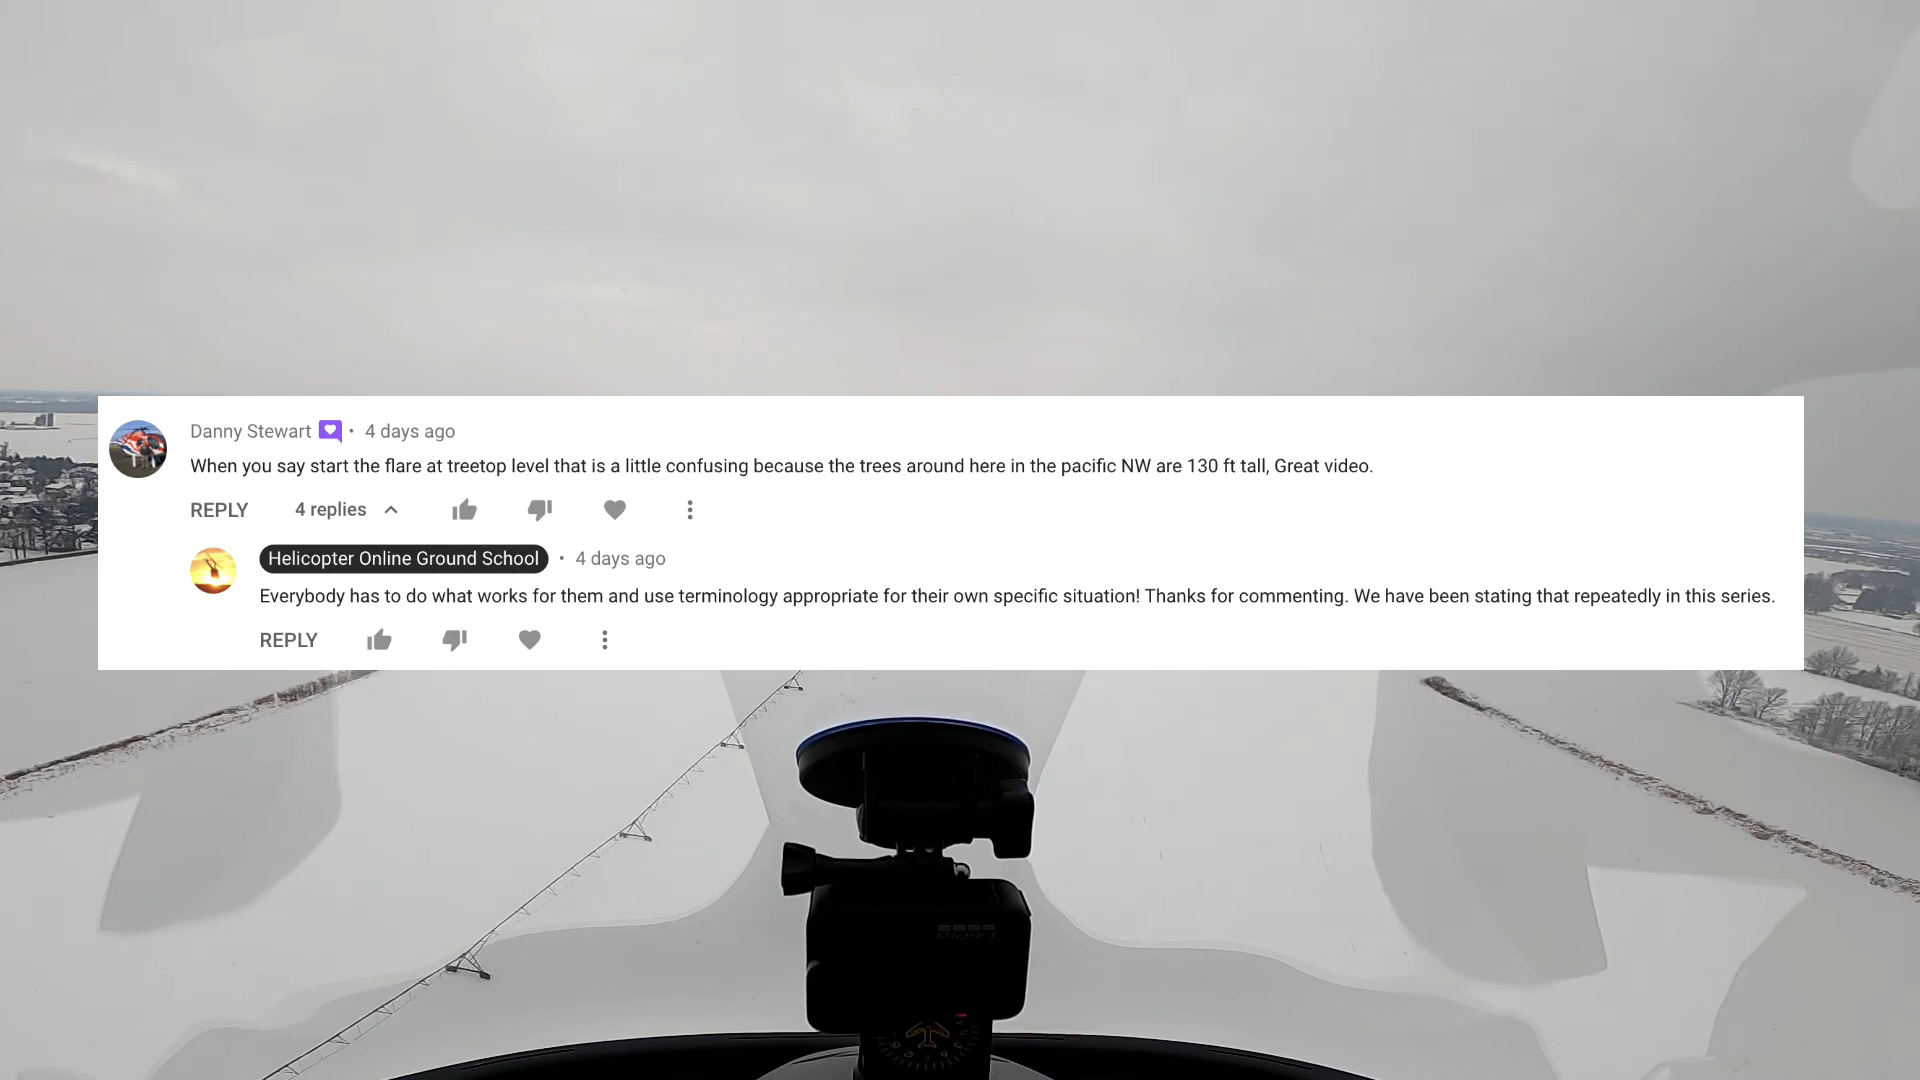 Danny Stewart • 4 days ago
When you say start the flare at treetop level that is a little confusing because the trees around here in the pacific NW are 130 ft tall, Great video.
REPLY 4 replies
Helicopter Online Ground School • 4 days ago
Everybody has to do what works for them and use terminology appropriate for their own specific situation! Thanks for commenting. We have been stating that repeatedly in this series.
REPLY
GoPro